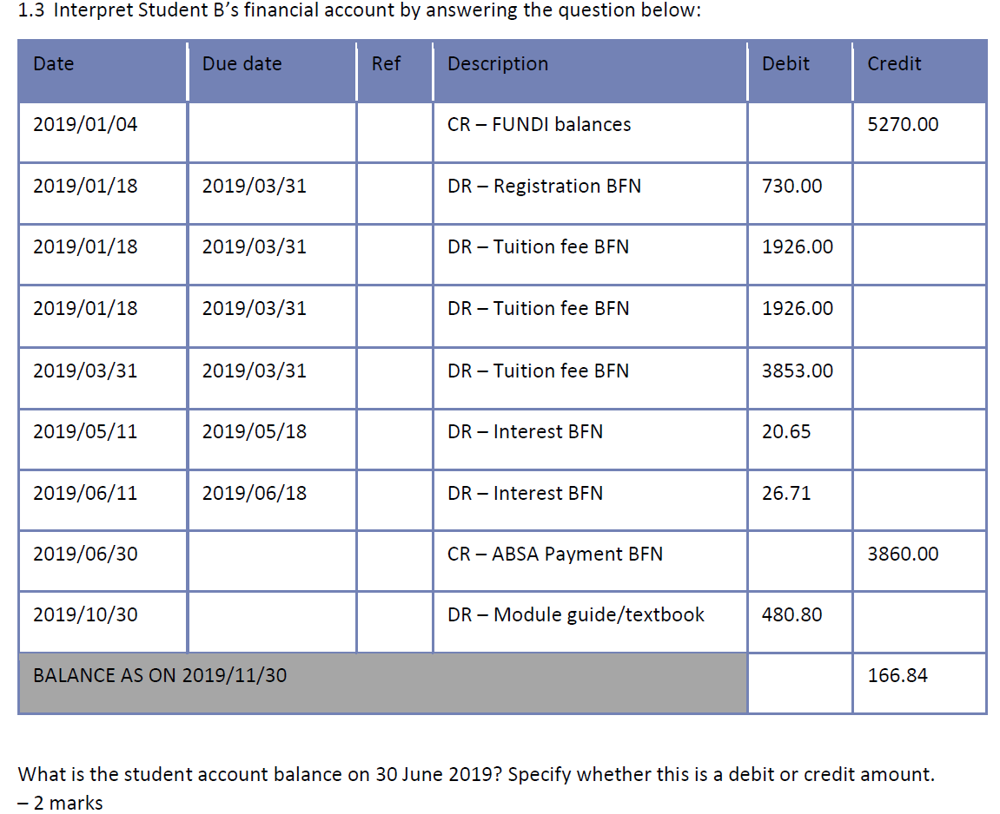 1.3 Interpret Student B’s financial account by answering the question below:
Date Due date Ref Description Debit Credit
2019/01/04 CR – FUNDI balances 5270.00
2019/01/18 2019/03/31 DR – Registration BFN 730.00
2019/01/18 2019/03/31 DR – Tuition fee BFN 1926.00
2019/01/18 2019/03/31 DR – Tuition fee BFN 1926.00
2019/03/31 2019/03/31 DR – Tuition fee BFN 3853.00
2019/05/11 2019/05/18 DR – Interest BFN 20.65
2019/06/11 2019/06/18 DR – Interest BFN 26.71
2019/06/30 CR – ABSA Payment BFN 3860.00
2019/10/30 DR – Module guide/textbook 480.80
BALANCE AS ON 2019/11/30 166.84
What is the student account balance on 30 June 2019? Specify whether this is a debit or credit amount.
– 2 marks